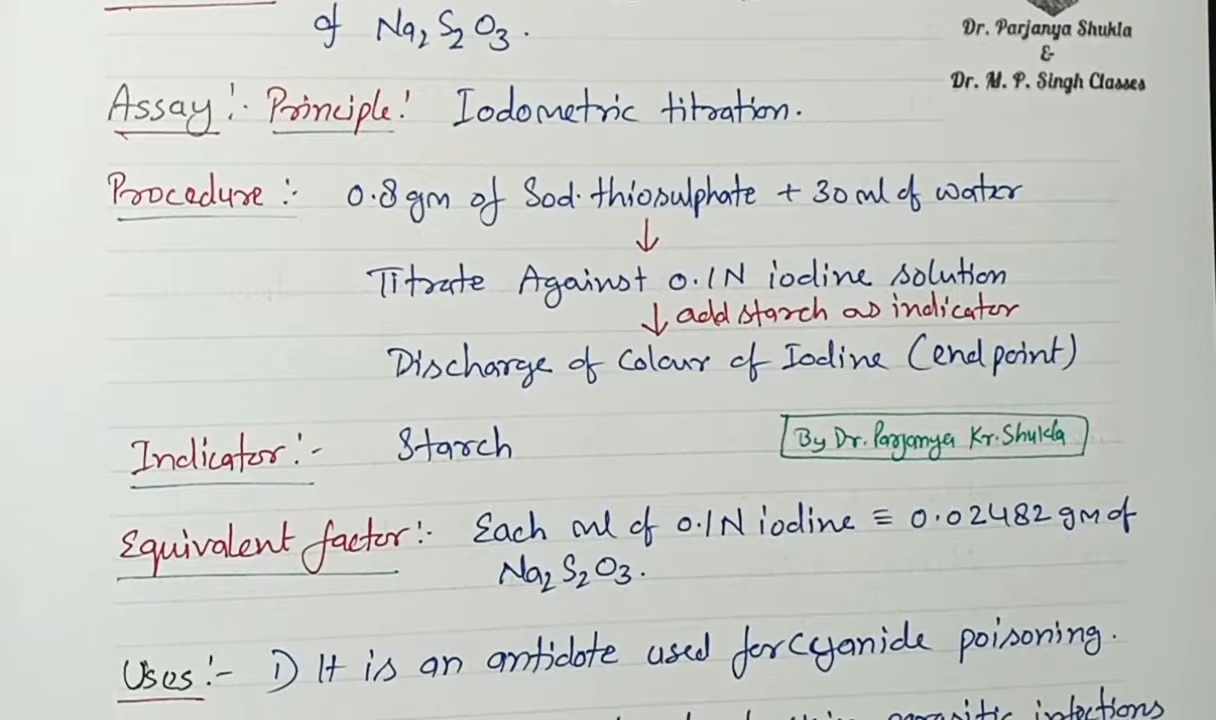 of Na₂S₂O₃.
Dr. Parjanya Shukla
&
Dr. M. P. Singh Classes
Assay :- Principle : Iodometric titration.
Procedure :- 0.8 gm of Sod. thiosulphate + 30 ml of water
↓
Titrate Against 0.1N iodine solution
↓ add starch as indicator
Discharge of Colour of Iodine (end point)
Indicator :- Starch
By Dr. Parjanya Kr. Shukla
Equivalent factor :- Each ml of 0.1N iodine ≡ 0.02482 gm of
Na₂S₂O₃.
Uses :- 1) It is an antidote used for cyanide poisoning.
parasitic infections